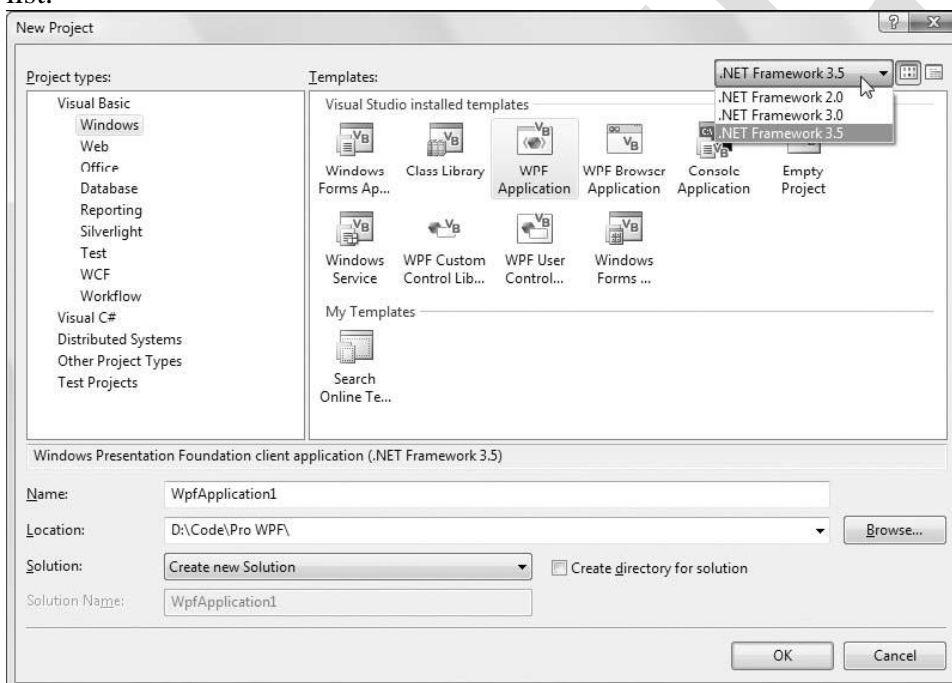 list.
New Project
Project types:
Templates:
.NET Framework 3.5
.NET Framework 2.0
.NET Framework 3.0
.NET Framework 3.5
Visual Basic
Windows
Web
Office
Database
Reporting
Silverlight
Test
WCF
Workflow
Visual C#
Distributed Systems
Other Project Types
Test Projects
Visual Studio installed templates
Windows Forms Ap...
Class Library
WPF Application
WPF Browser Application
Console Application
Empty Project
Windows Service
WPF Custom Control Lib...
WPF User Control...
Windows Forms ...
My Templates
Search Online Te...
Windows Presentation Foundation client application (.NET Framework 3.5)
Name:
WpfApplication1
Location:
D:\Code\Pro WPF\
Browse...
Solution:
Create new Solution
Create directory for solution
Solution Name:
WpfApplication1
OK
Cancel